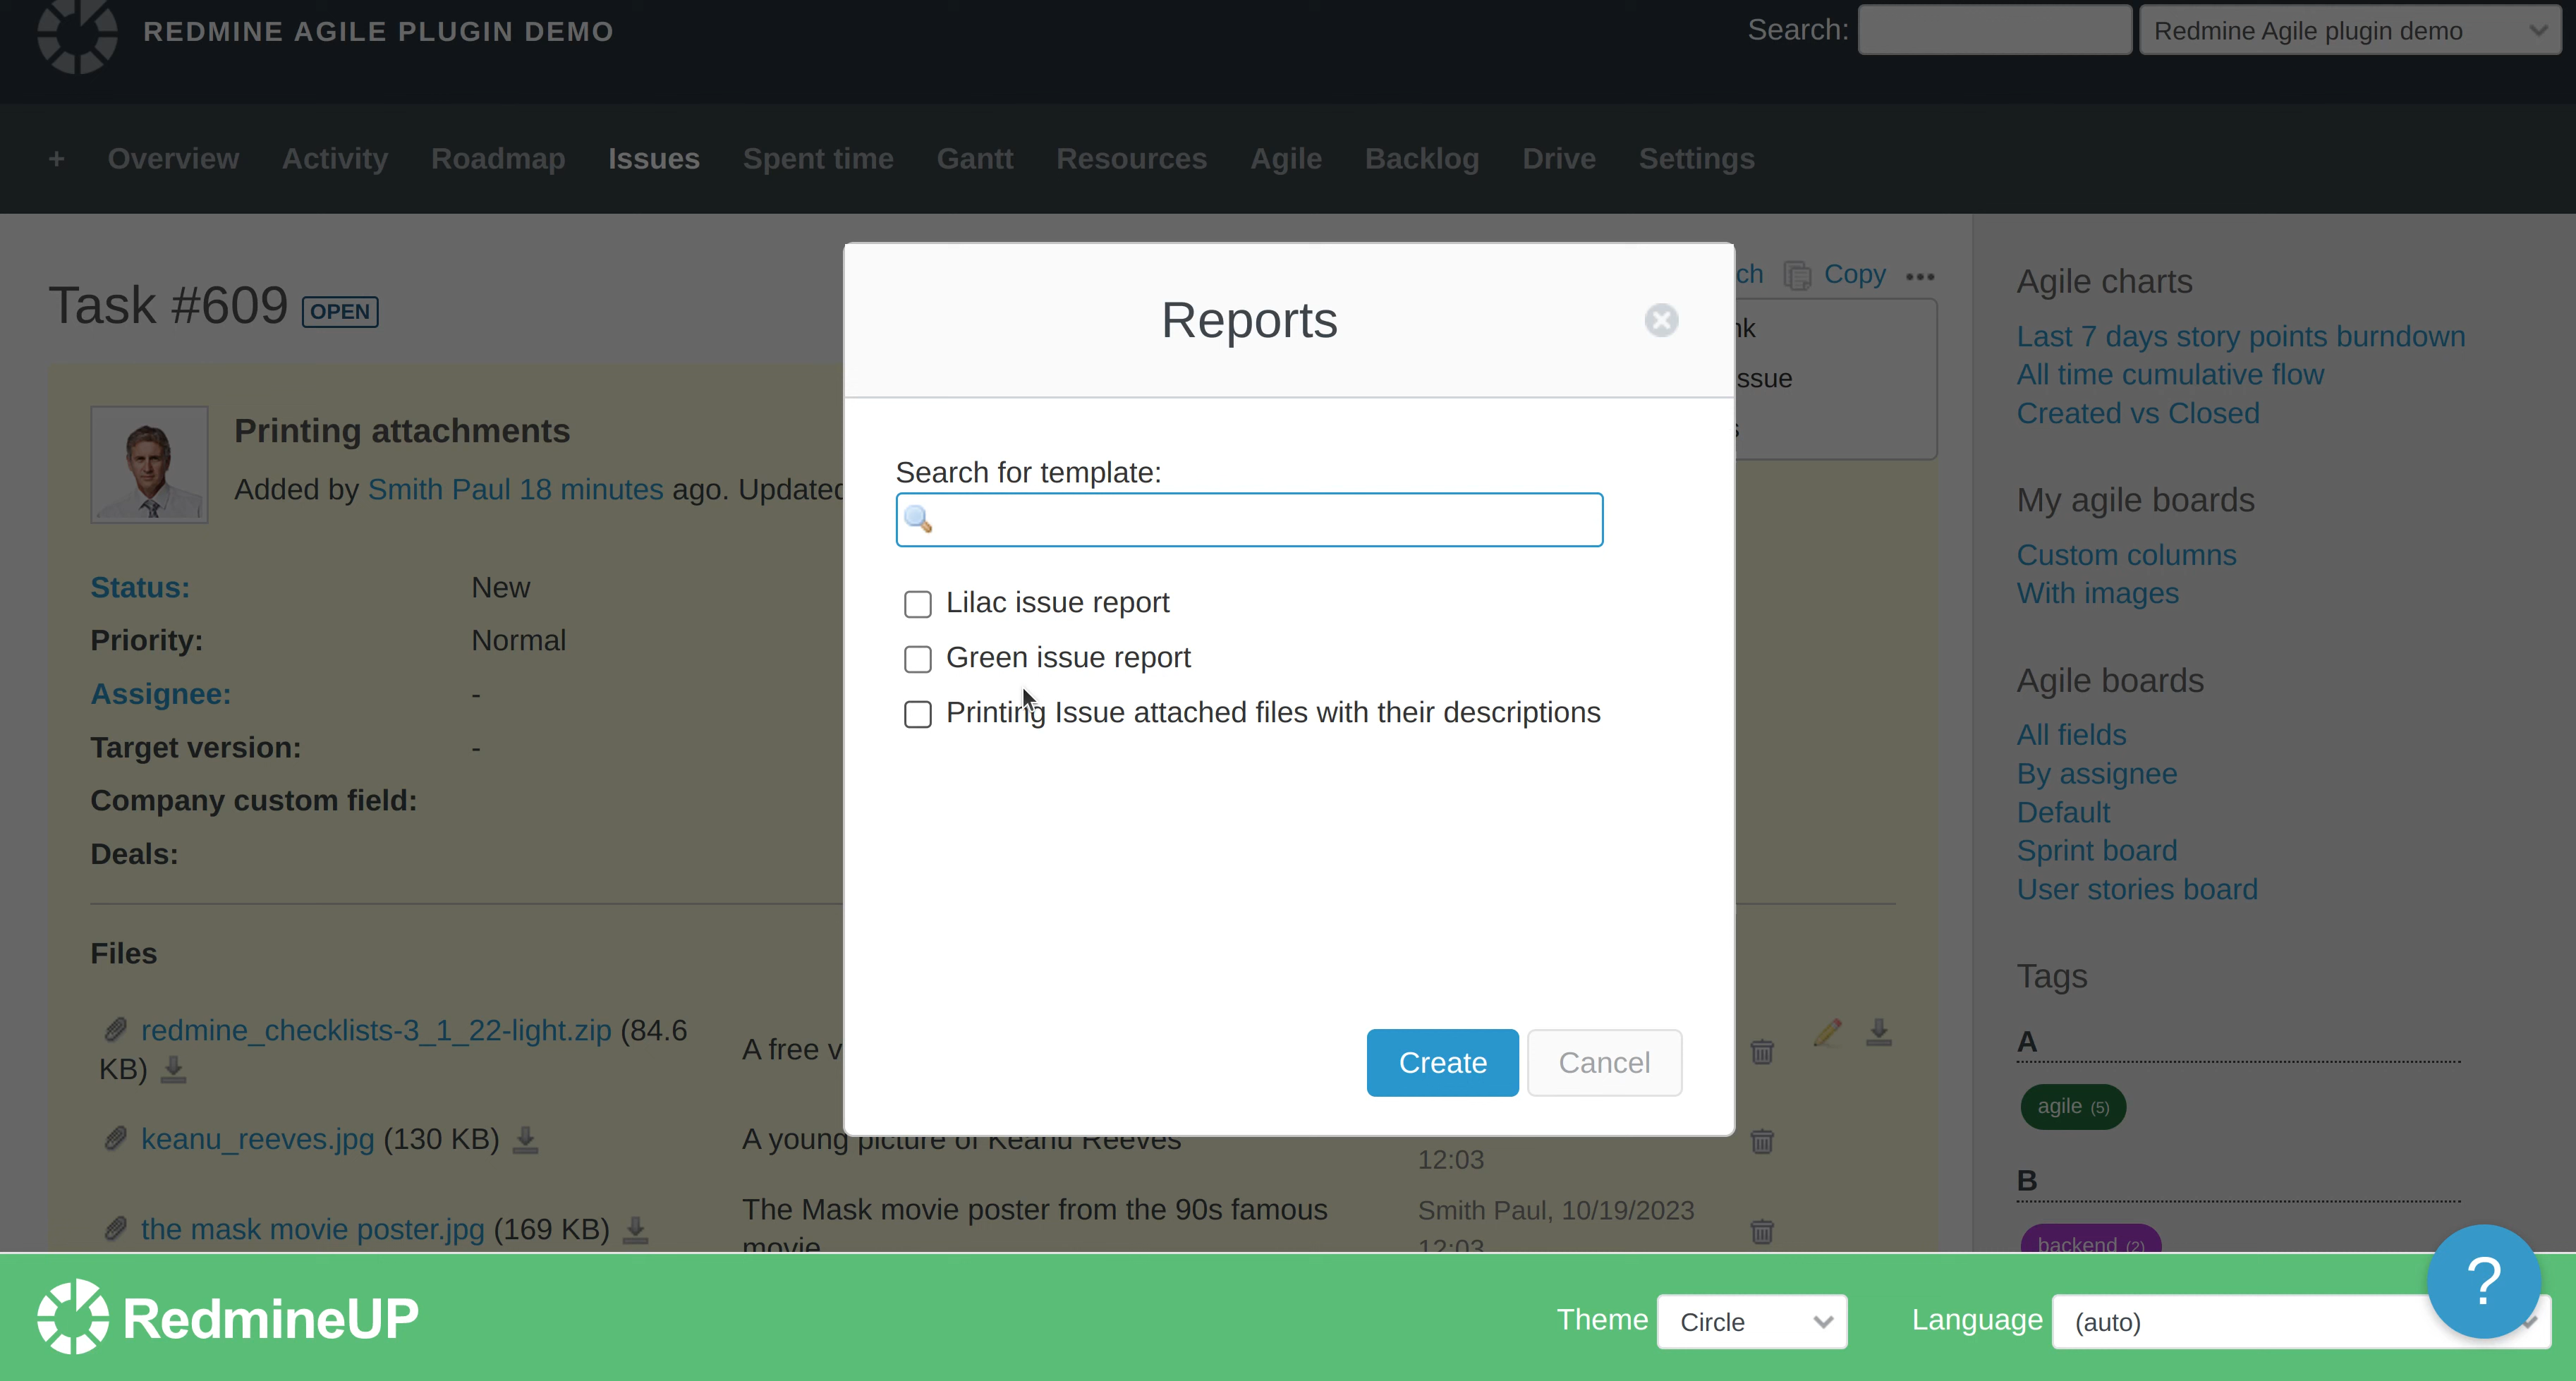 REDMINE AGILE PLUGIN DEMO
Search:
Redmine Agile plugin demo
+ Overview Activity Roadmap Issues Spent time Gantt Resources Agile Backlog Drive Settings
Task #609 OPEN
Copy
Printing attachments
Added by Smith Paul 18 minutes ago. Updated
Status: New
Priority: Normal
Assignee: -
Target version: -
Company custom field:
Deals:
Files
redmine_checklists-3_1_22-light.zip (84.6
KB)
A free
keanu_reeves.jpg (130 KB)
A young picture of Keanu Reeves
12:03
the mask movie poster.jpg (169 KB)
The Mask movie poster from the 90s famous
movie
Smith Paul, 10/19/2023
12:03
Reports
Search for template:
Lilac issue report
Green issue report
Printing Issue attached files with their descriptions
Create
Cancel
Agile charts
Last 7 days story points burndown
All time cumulative flow
Created vs Closed
My agile boards
Custom columns
With images
Agile boards
All fields
By assignee
Default
Sprint board
User stories board
Tags
A
agile (5)
B
backend (2)
RedmineUP
Theme Circle
Language (auto)
?